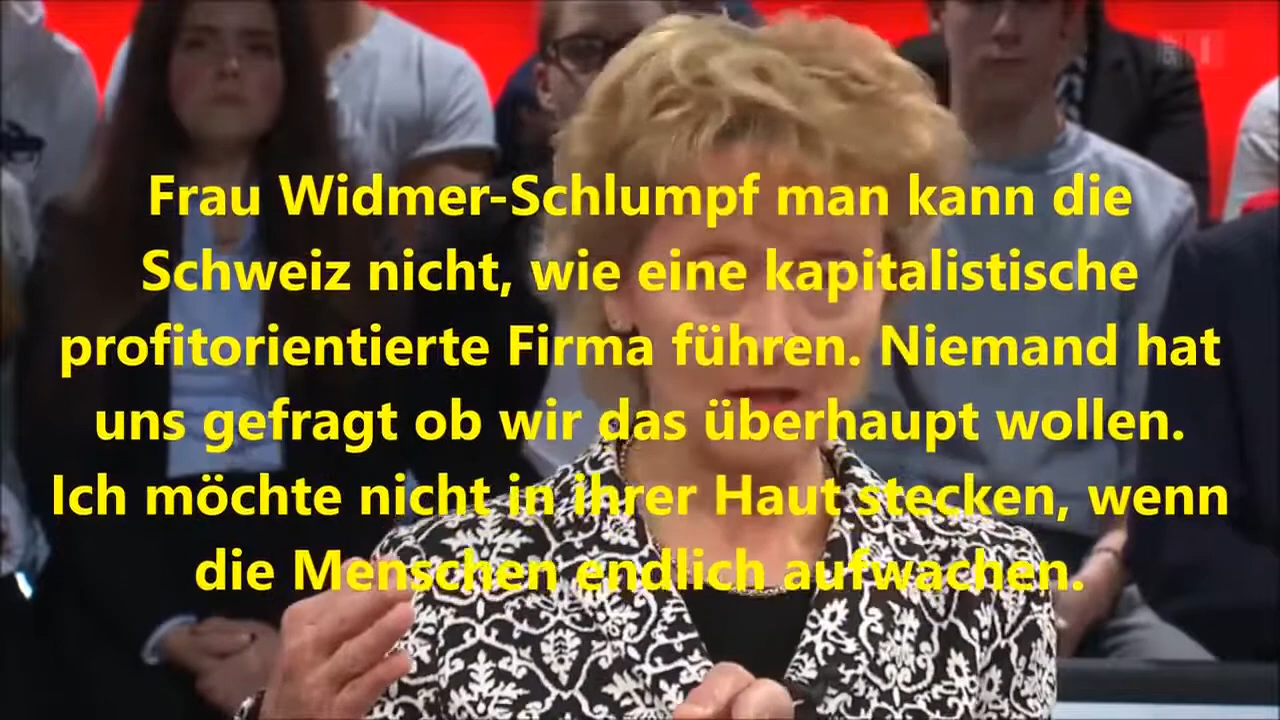 Frau Widmer-Schlumpf man kann die
Schweiz nicht, wie eine kapitalistische
profitorientierte Firma führen. Niemand hat
uns gefragt ob wir das überhaupt wollen.
Ich möchte nicht in ihrer Haut stecken, wenn
die Menschen endlich aufwachen.